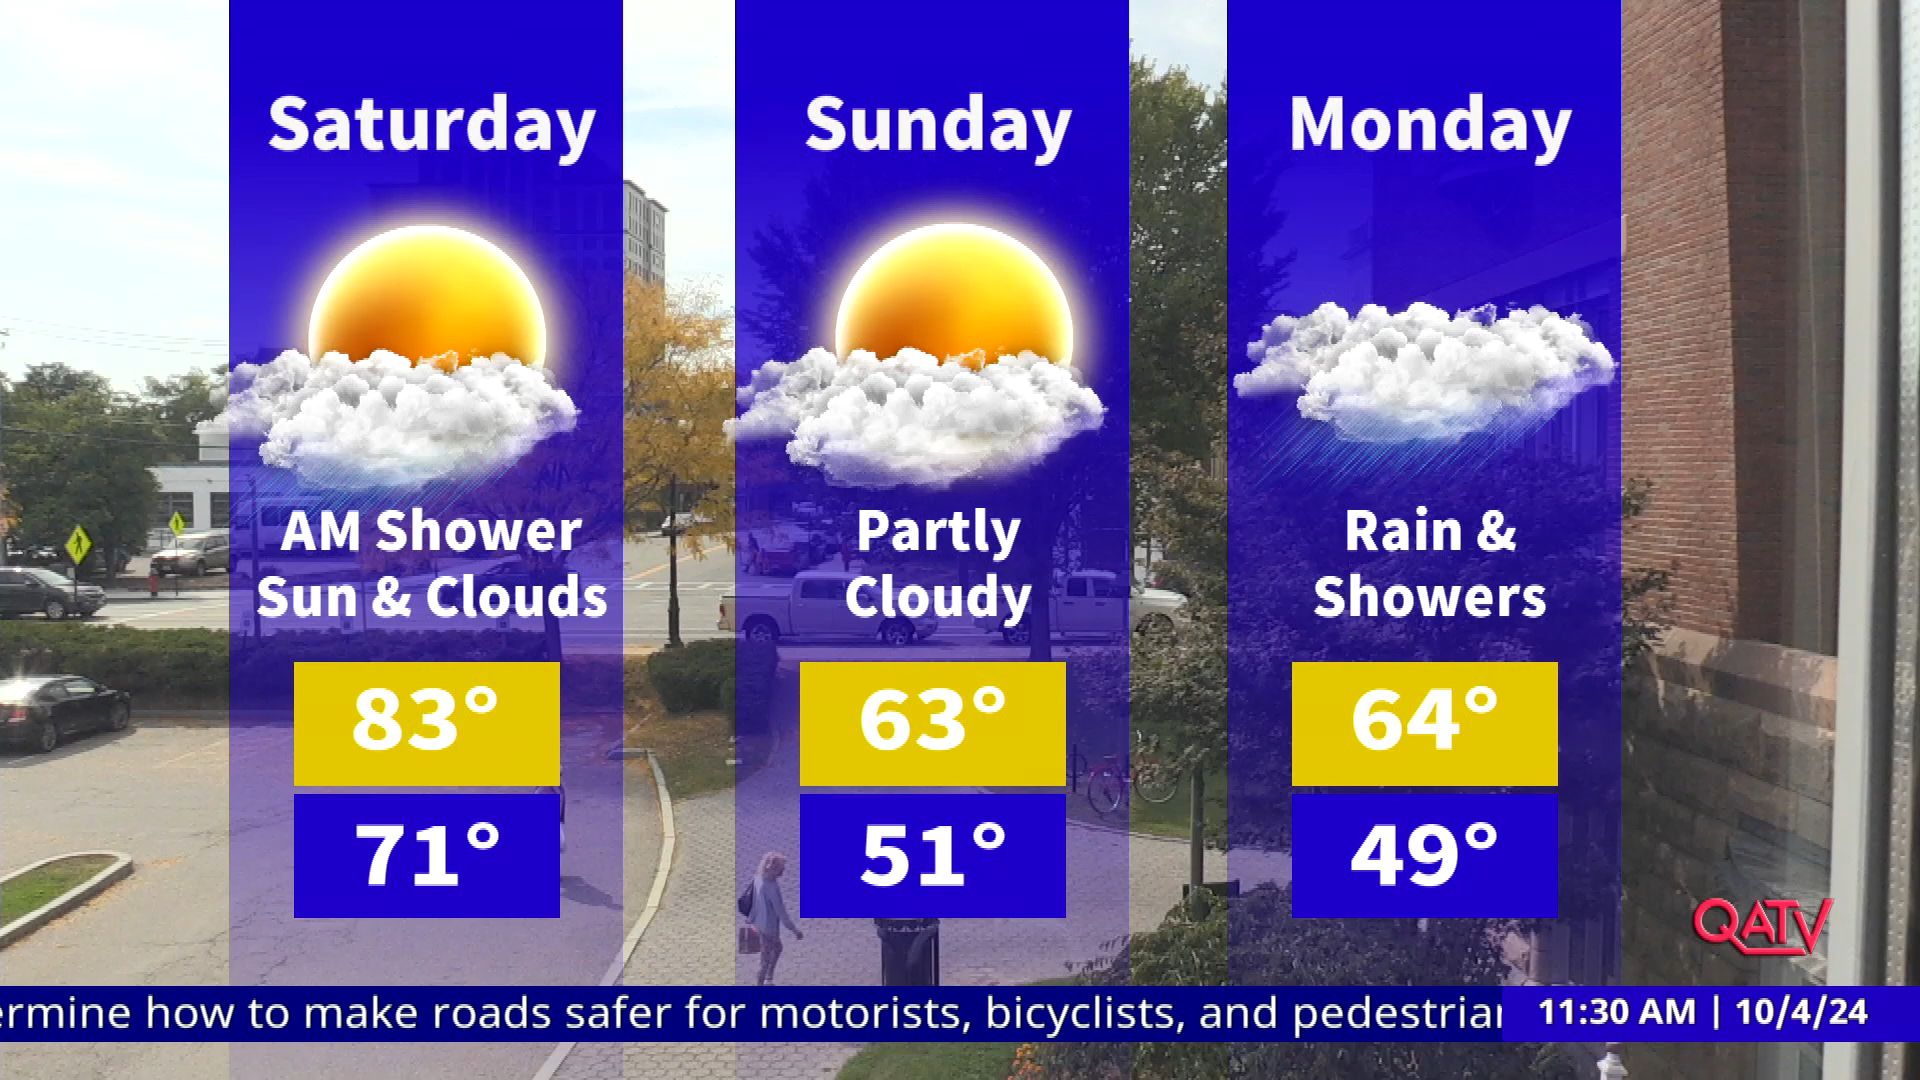 Saturday
AM Shower
Sun & Clouds
83°
71°
Sunday
Partly
Cloudy
63°
51°
Monday
Rain &
Showers
64°
49°
QATV
ermine how to make roads safer for motorists, bicyclists, and pedestrian
11:30 AM | 10/4/24